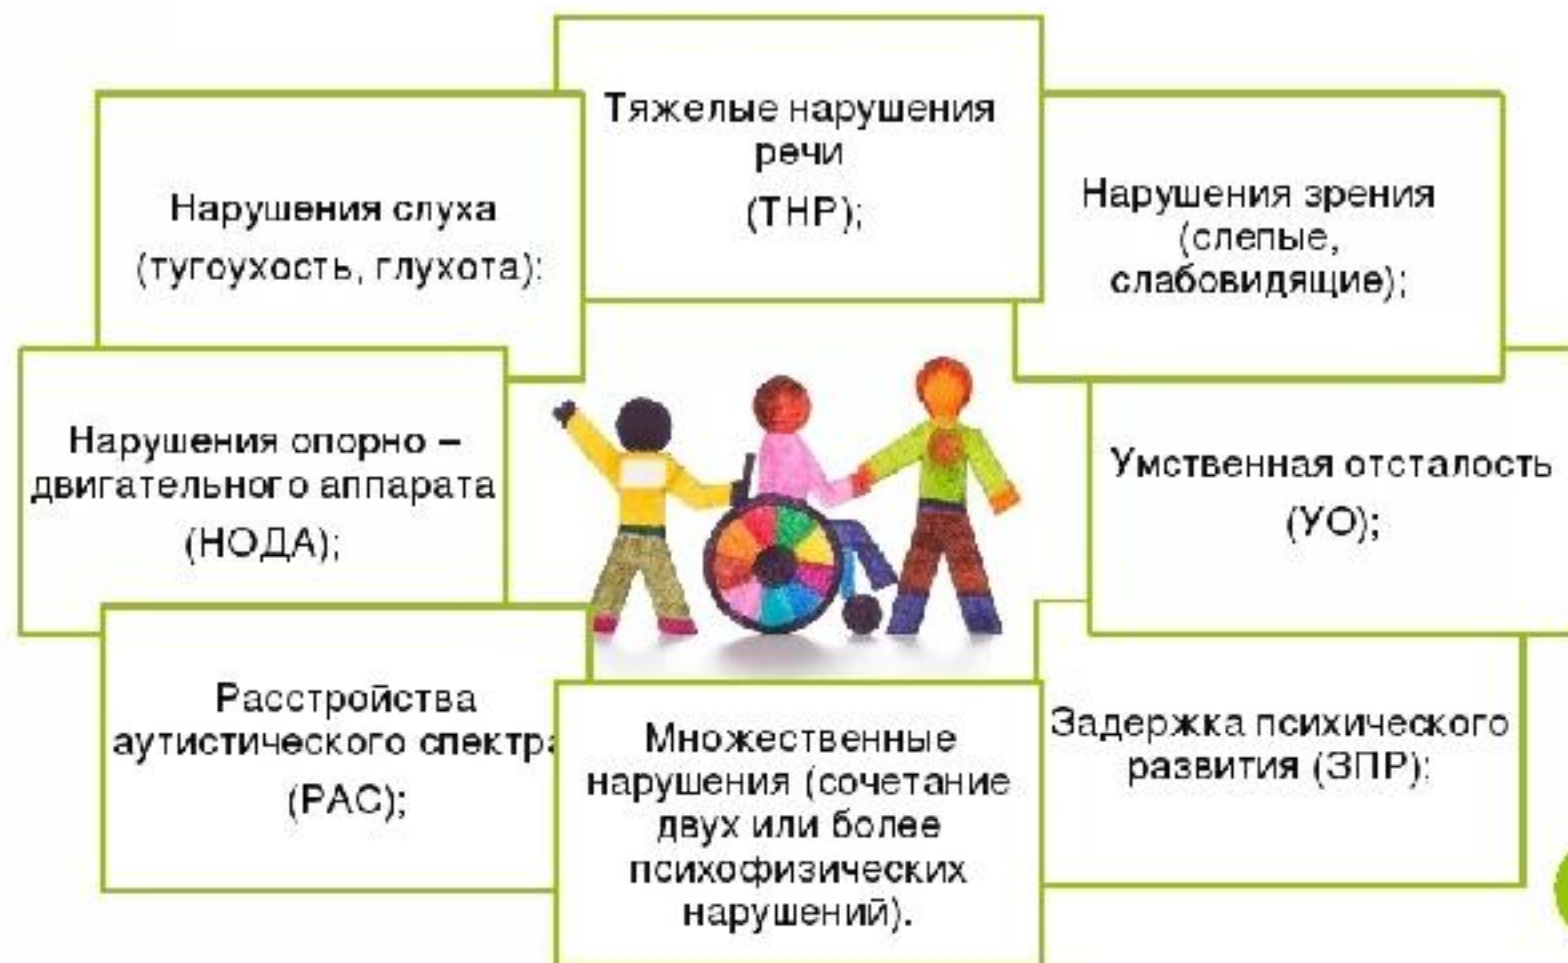 Тяжелые нарушения
речи
(ТНР);
Нарушения зрения
(слепые,
слабовидящие);
Умственная отсталость
(УО);
Задержка психического
развития (ЗПР);
Множественные
нарушения (сочетание
двух или более
психофизических
нарушений).
Расстройства
аутистического спектра
(РАС);
Нарушения опорно –
двигательного аппарата
(НОДА);
Нарушения слуха
(тугоухость, глухота);